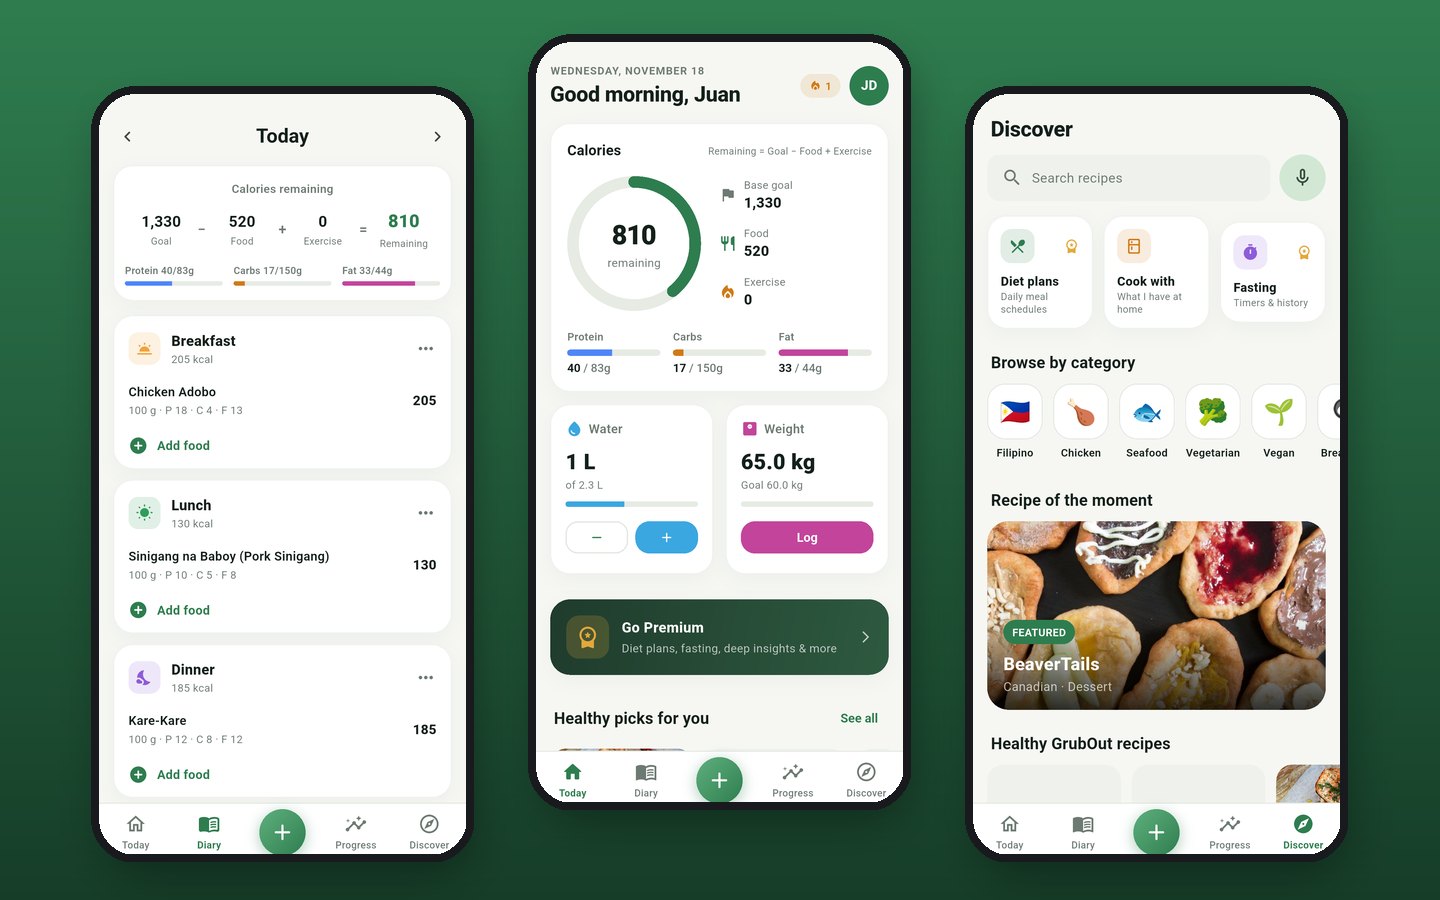 Today
Calories remaining
1,330 − 520 + 0 = 810
Goal Food Exercise Remaining
Protein 40/83g Carbs 17/150g Fat 33/44g
Breakfast
205 kcal
Chicken Adobo
100 g · P 18 · C 4 · F 13
205
Add food
Lunch
130 kcal
Sinigang na Baboy (Pork Sinigang)
100 g · P 10 · C 5 · F 8
130
Add food
Dinner
185 kcal
Kare-Kare
100 g · P 12 · C 8 · F 12
185
Add food
Today Diary + Progress Discover
WEDNESDAY, NOVEMBER 18
Good morning, Juan
1
JD
Calories
Remaining = Goal − Food + Exercise
810
remaining
Base goal
1,330
Food
520
Exercise
0
Protein Carbs Fat
40 / 83g 17 / 150g 33 / 44g
Water
1 L
of 2.3 L
− +
Weight
65.0 kg
Goal 60.0 kg
Log
Go Premium
Diet plans, fasting, deep insights & more
Healthy picks for you
See all
Today Diary + Progress Discover
Discover
Search recipes
Diet plans
Daily meal
schedules
Cook with
What I have at
home
Fasting
Timers & history
Browse by category
Filipino Chicken Seafood Vegetarian Vegan
Recipe of the moment
FEATURED
BeaverTails
Canadian · Dessert
Healthy GrubOut recipes
Today Diary + Progress Discover